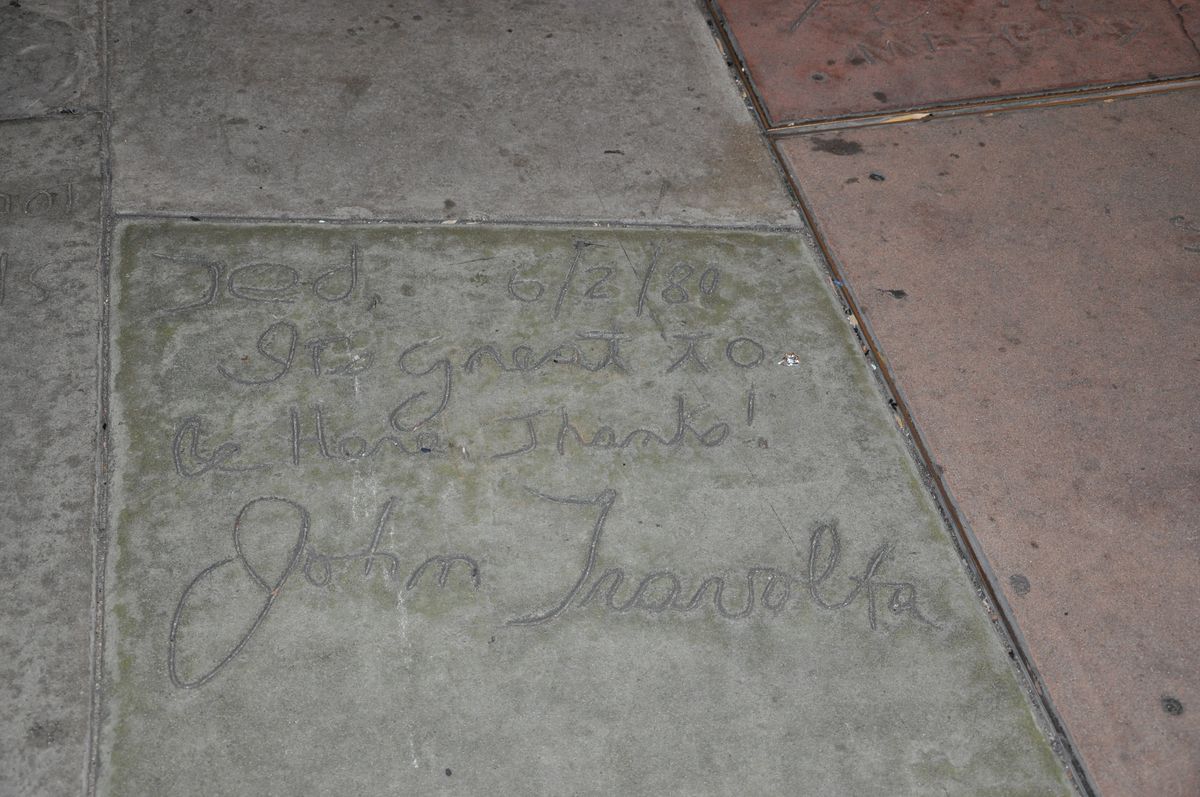 Ted 6/2/80
It's great to
Be Here. Thanks!
John Travolta